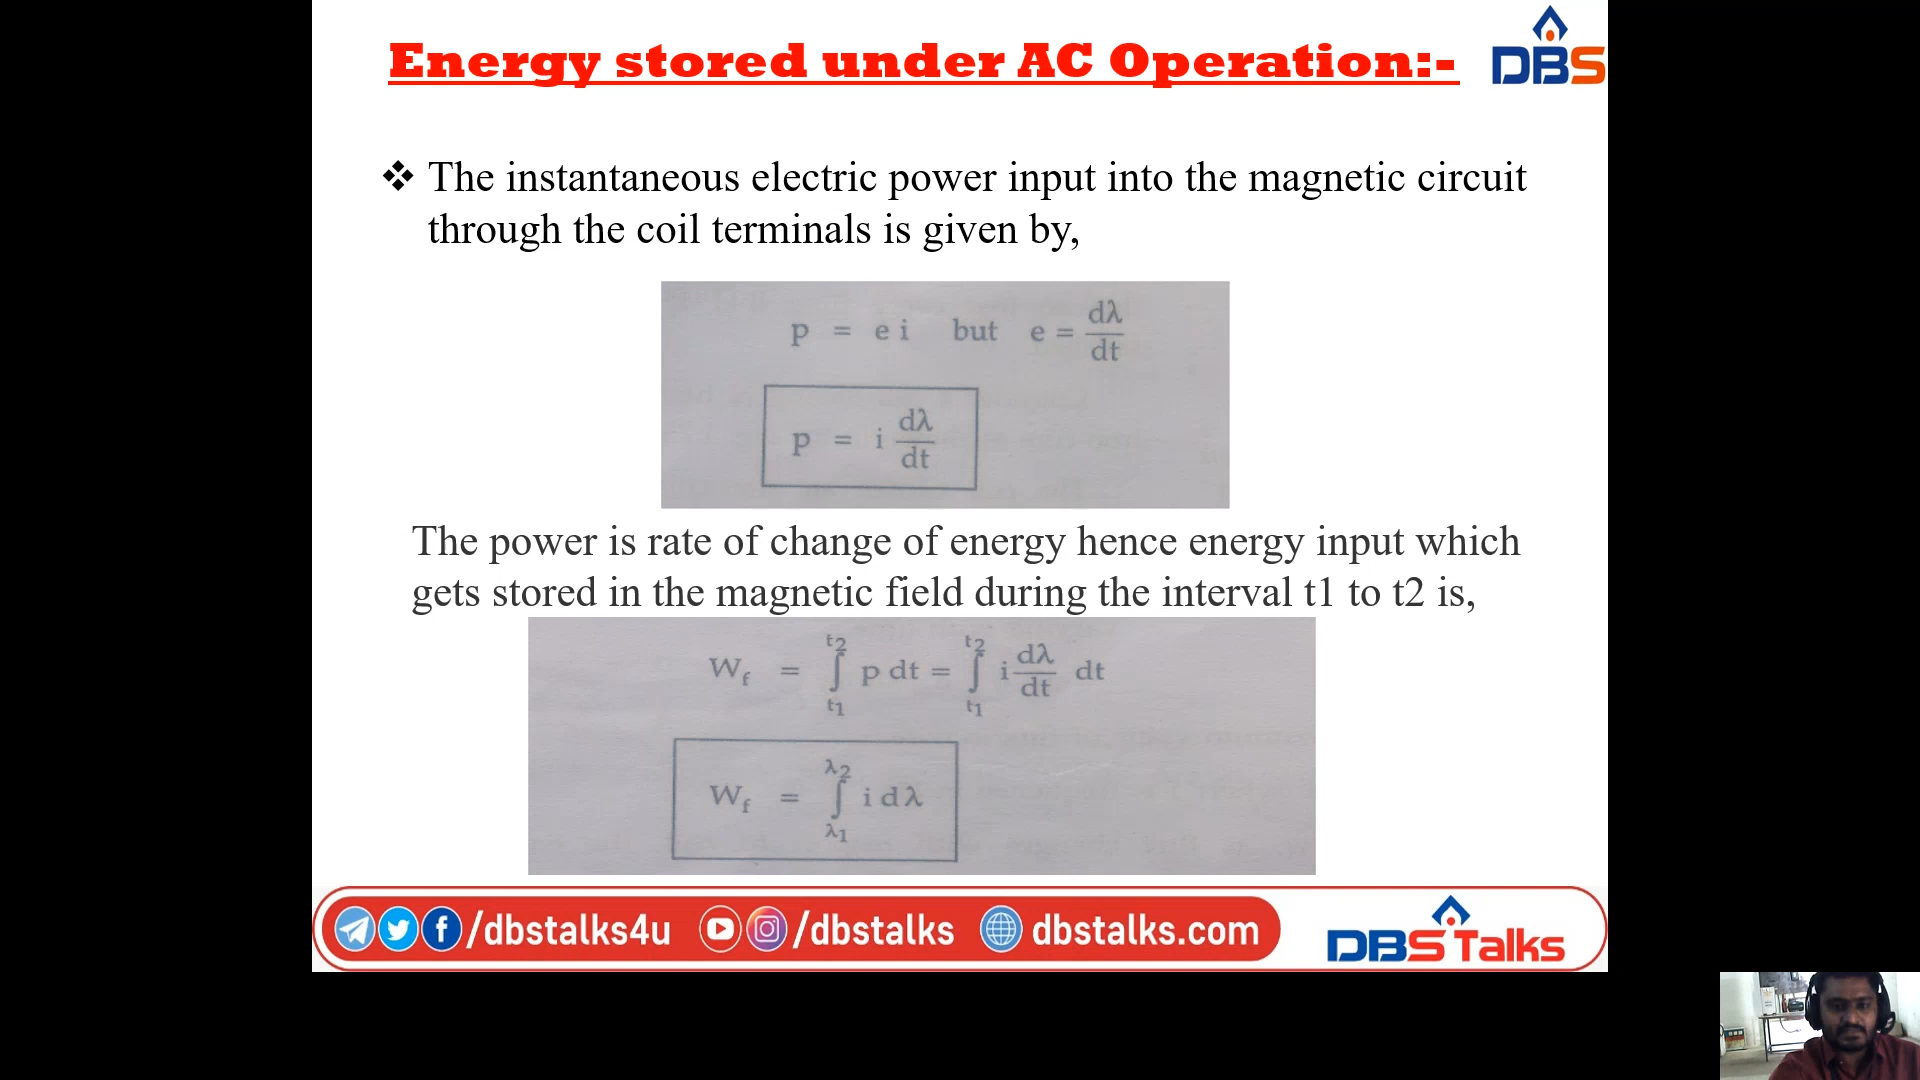 Energy stored under AC Operation:-
DBS
❖ The instantaneous electric power input into the magnetic circuit
through the coil terminals is given by,
p = e i but e = dλ/dt
p = i dλ/dt
The power is rate of change of energy hence energy input which
gets stored in the magnetic field during the interval t1 to t2 is,
W_f = ∫_{t1}^{t2} p dt = ∫_{t1}^{t2} i dλ/dt dt
W_f = ∫_{λ1}^{λ2} i dλ
/dbstalks4u /dbstalks dbstalks.com DBS Talks